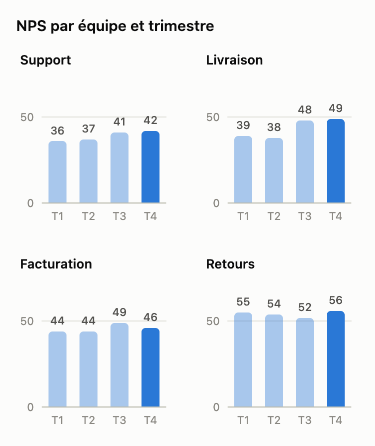 NPS par équipe et trimestre
Support
50
0
36
37
41
42
T1 T2 T3 T4
Livraison
50
0
39
38
48
49
T1 T2 T3 T4
Facturation
50
0
44
44
49
46
T1 T2 T3 T4
Retours
50
0
55
54
52
56
T1 T2 T3 T4